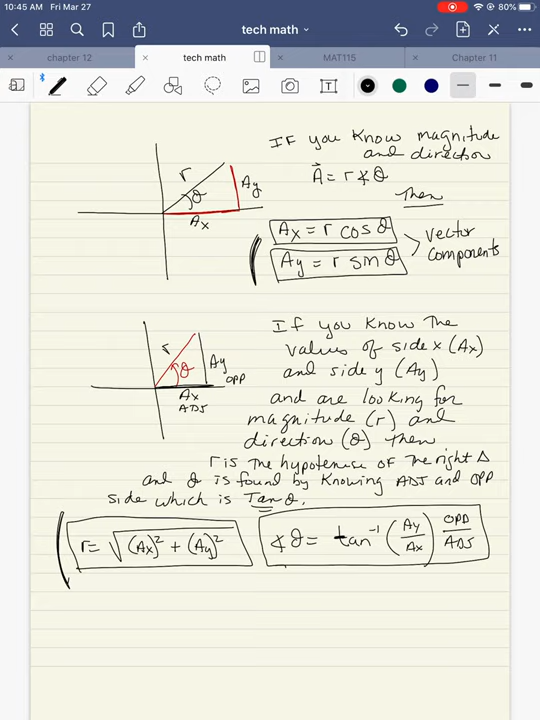 10:45 AM Fri Mar 27
80%
chapter 12
tech math
MAT115
Chapter 11
T
If you know magnitude
and direction
A = r ∡ θ
Then
r
θ
Ay
Ax
Ax = r cos θ
Ay = r sin θ
vector
components
If you know the
values of side x (Ax)
and side y (Ay)
and are looking for
magnitude (r) and
direction (θ) then
r
θ
Ay
OPP
Ax
ADJ
r is the hypotenise of the right Δ
and θ is found by knowing ADJ and OPP
side which is Tan θ.
r = √(Ax)² + (Ay)²
∡ θ = tan⁻¹ (Ay/Ax) OPP/ADJ